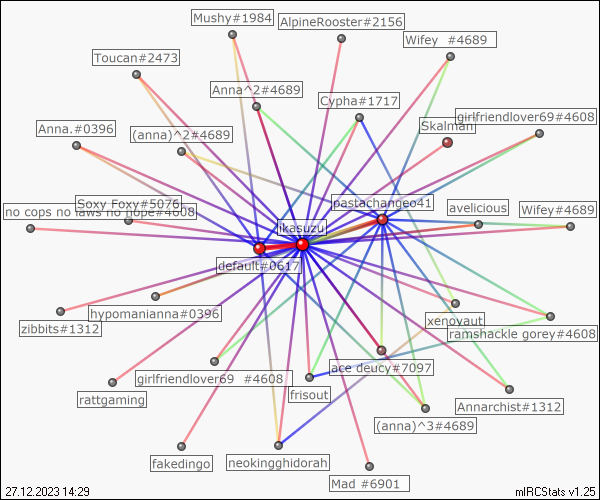 Mushy#1984
AlpineRooster#2156
Wifey  #4689
Toucan#2473
Anna^2#4689
Cypha#1717
girlfriendlover69#4608
Skalman
Anna.#0396
(anna)^2#4689
Soxy Foxy#5076
pastachangeo41
avelicious
no cops no laws no hope#4608
Wifey#4689
ikasuzu
default#0617
hypomanianna#0396
zibbits#1312
xenoyaut
ramshackle gorey#4608
ace deucy#7097
girlfriendlover69  #4608
frisout
rattgaming
Annarchist#1312
(anna)^3#4689
fakedingo
neokingghidorah
Mad #6901
27.12.2023 14:29
mIRCStats v1.25